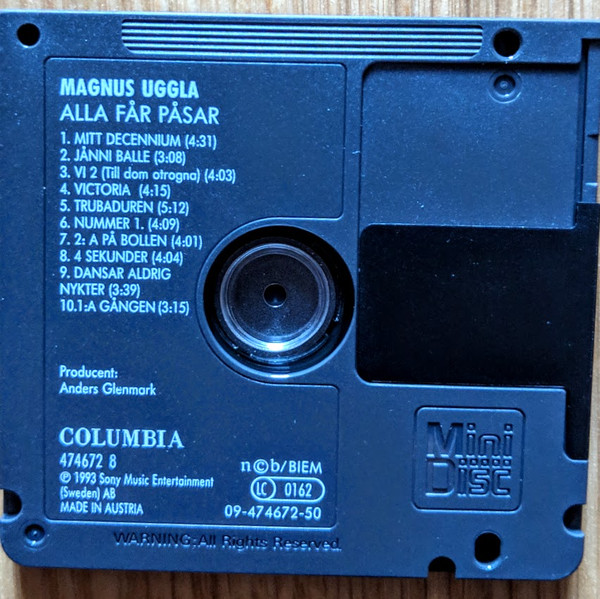 MAGNUS UGGLA
ALLA FÅR PÅSAR
1. MITT DECENNIUM (4:31)
2. JÅNNI BALLE (3:08)
3. VI 2 (Till dom otrogna) (4:03)
4. VICTORIA (4:15)
5. TRUBADUREN (5:12)
6. NUMMER 1. (4:09)
7. 2: A PÅ BOLLEN (4:01)
8. 4 SEKUNDER (4:04)
9. DANSAR ALDRIG
NYKTER (3:39)
10.1:A GÅNGEN (3:15)
Producent:
Anders Glenmark
COLUMBIA
474672 8
℗ 1993 Sony Music Entertainment
(Sweden) AB
MADE IN AUSTRIA
n©b/BIEM
LC 0162
09-474672-50
Mini
Disc
WARNING:All Rights Reserved.